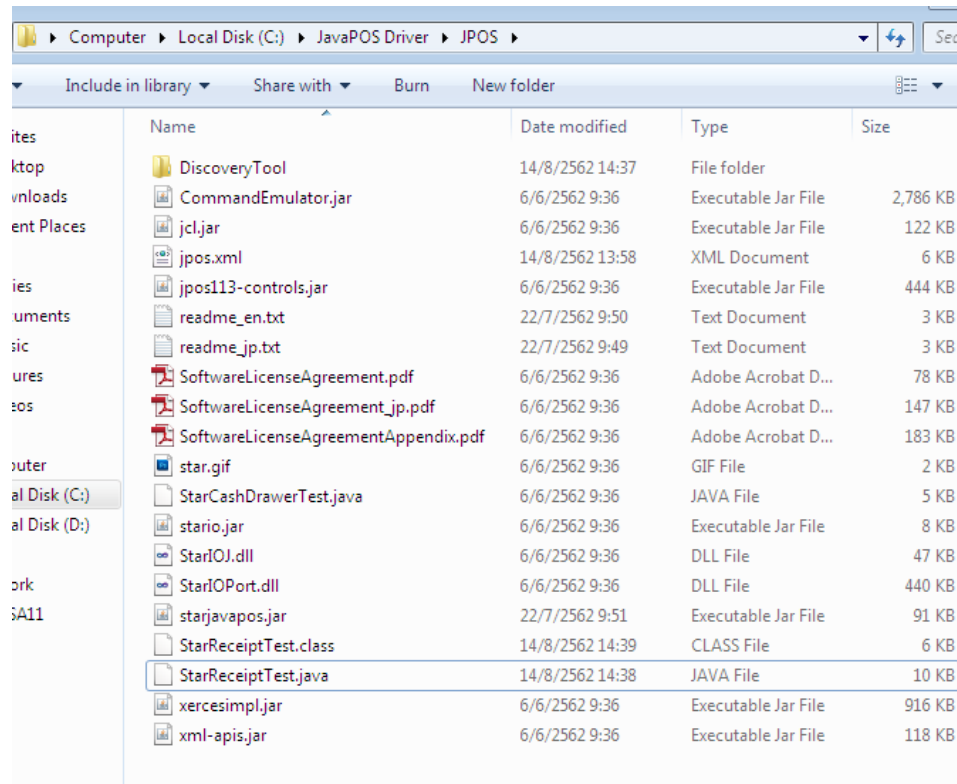 Computer Local Disk (C:) JavaPOS Driver JPOS Sea
Include in library Share with Burn New folder
Name Date modified Type Size
ites
ktop
wnloads
ent Places
ies
uments
sic
ures
eos
puter
al Disk (C:)
al Disk (D:)
ork
SA11
DiscoveryTool 14/8/2562 14:37 File folder
CommandEmulator.jar 6/6/2562 9:36 Executable Jar File 2,786 KB
jcl.jar 6/6/2562 9:36 Executable Jar File 122 KB
jpos.xml 14/8/2562 13:58 XML Document 6 KB
jpos113-controls.jar 6/6/2562 9:36 Executable Jar File 444 KB
readme_en.txt 22/7/2562 9:50 Text Document 3 KB
readme_jp.txt 22/7/2562 9:49 Text Document 3 KB
SoftwareLicenseAgreement.pdf 6/6/2562 9:36 Adobe Acrobat D... 78 KB
SoftwareLicenseAgreement_jp.pdf 6/6/2562 9:36 Adobe Acrobat D... 147 KB
SoftwareLicenseAgreementAppendix.pdf 6/6/2562 9:36 Adobe Acrobat D... 183 KB
star.gif 6/6/2562 9:36 GIF File 2 KB
StarCashDrawerTest.java 6/6/2562 9:36 JAVA File 5 KB
stario.jar 6/6/2562 9:36 Executable Jar File 8 KB
StarIOJ.dll 6/6/2562 9:36 DLL File 47 KB
StarIOPort.dll 6/6/2562 9:36 DLL File 440 KB
starjavapos.jar 22/7/2562 9:51 Executable Jar File 91 KB
StarReceiptTest.class 14/8/2562 14:39 CLASS File 6 KB
StarReceiptTest.java 14/8/2562 14:38 JAVA File 10 KB
xercesimpl.jar 6/6/2562 9:36 Executable Jar File 916 KB
xml-apis.jar 6/6/2562 9:36 Executable Jar File 118 KB